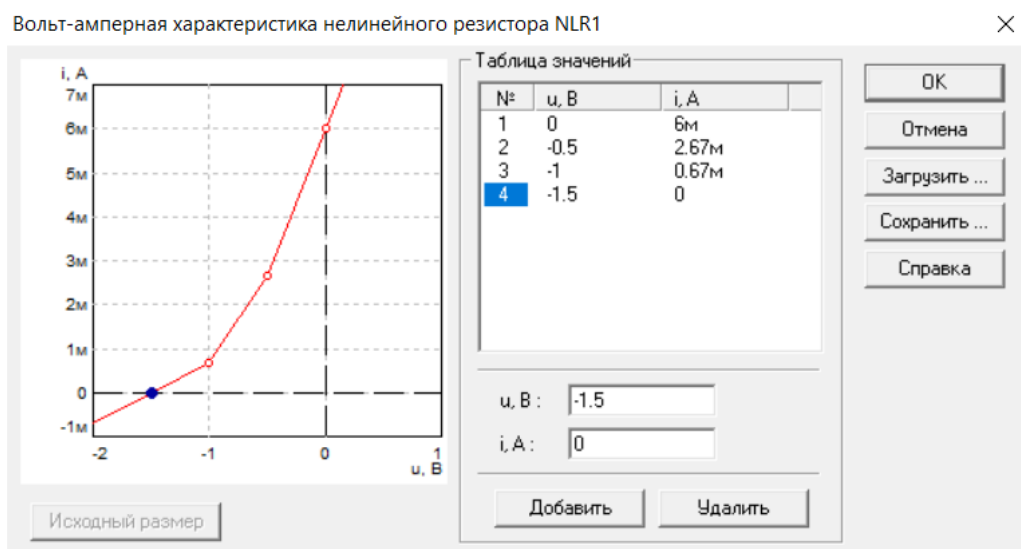 Вольт-амперная характеристика нелинейного резистора NLR1
i, А
7м
6м
5м
4м
3м
2м
1м
0
-1м
-2 -1 0 1
u, В
Исходный размер
Таблица значений
№ u, В i, А
1 0 6м
2 -0.5 2.67м
3 -1 0.67м
4 -1.5 0
u, В : -1.5
i, А : 0
Добавить Удалить
OK
Отмена
Загрузить ...
Сохранить ...
Справка